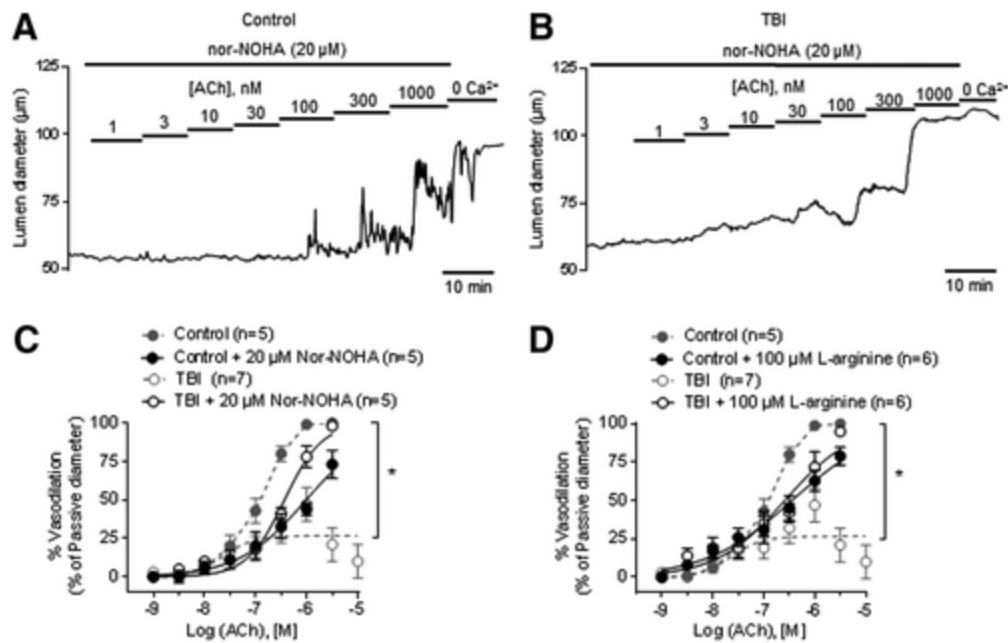 A
Control
nor-NOHA (20 µM)
[ACh], nM
1 3 10 30 100 300 1000 0 Ca2+
Lumen diameter (µm)
125
100
75
50
10 min
B
TBI
nor-NOHA (20 µM)
[ACh], nM
1 3 10 30 100 300 1000 0 Ca2+
Lumen diameter (µm)
125
100
75
50
10 min
C
Control (n=5)
Control + 20 µM Nor-NOHA (n=5)
TBI (n=7)
TBI + 20 µM Nor-NOHA (n=5)
% Vasodilation
(% of Passive diameter)
100
75
50
25
0
*
-9 -8 -7 -6 -5
Log (ACh), [M]
D
Control (n=5)
Control + 100 µM L-arginine (n=6)
TBI (n=7)
TBI + 100 µM L-arginine (n=6)
% Vasodilation
(% of Passive diameter)
100
75
50
25
0
*
-9 -8 -7 -6 -5
Log (ACh), [M]